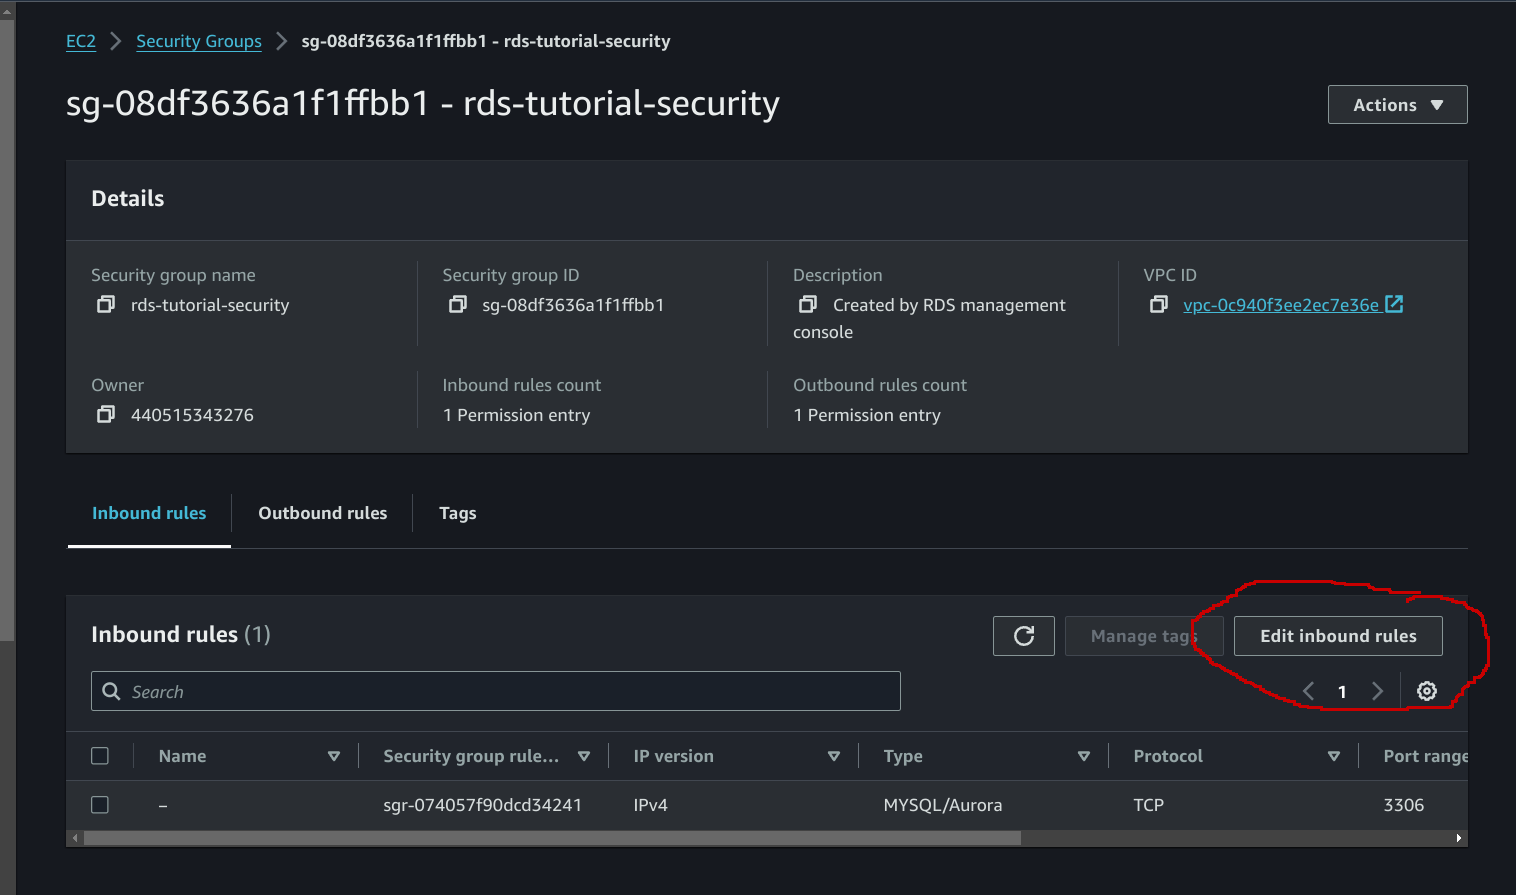 EC2 > Security Groups > sg-08df3636a1f1ffbb1 - rds-tutorial-security
sg-08df3636a1f1ffbb1 - rds-tutorial-security
Actions
Details
Security group name
rds-tutorial-security
Security group ID
sg-08df3636a1f1ffbb1
Description
Created by RDS management
console
VPC ID
vpc-0c940f3ee2ec7e36e
Owner
440515343276
Inbound rules count
1 Permission entry
Outbound rules count
1 Permission entry
Inbound rules Outbound rules Tags
Inbound rules (1)
Manage tags
Edit inbound rules
Search
1
Name Security group rule... IP version Type Protocol Port range
– sgr-074057f90dcd34241 IPv4 MYSQL/Aurora TCP 3306